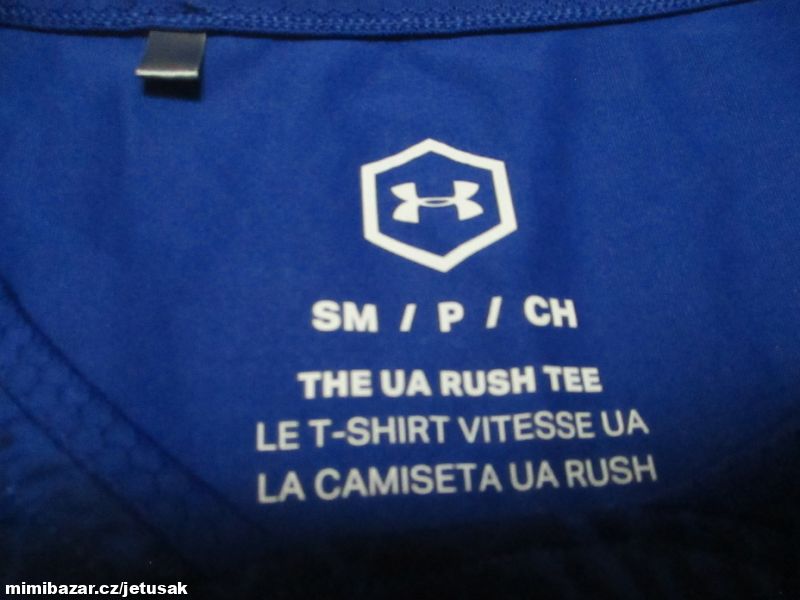 SM / P / CH
THE UA RUSH TEE
LE T-SHIRT VITESSE UA
LA CAMISETA UA RUSH
mimibazar.cz/jetusak